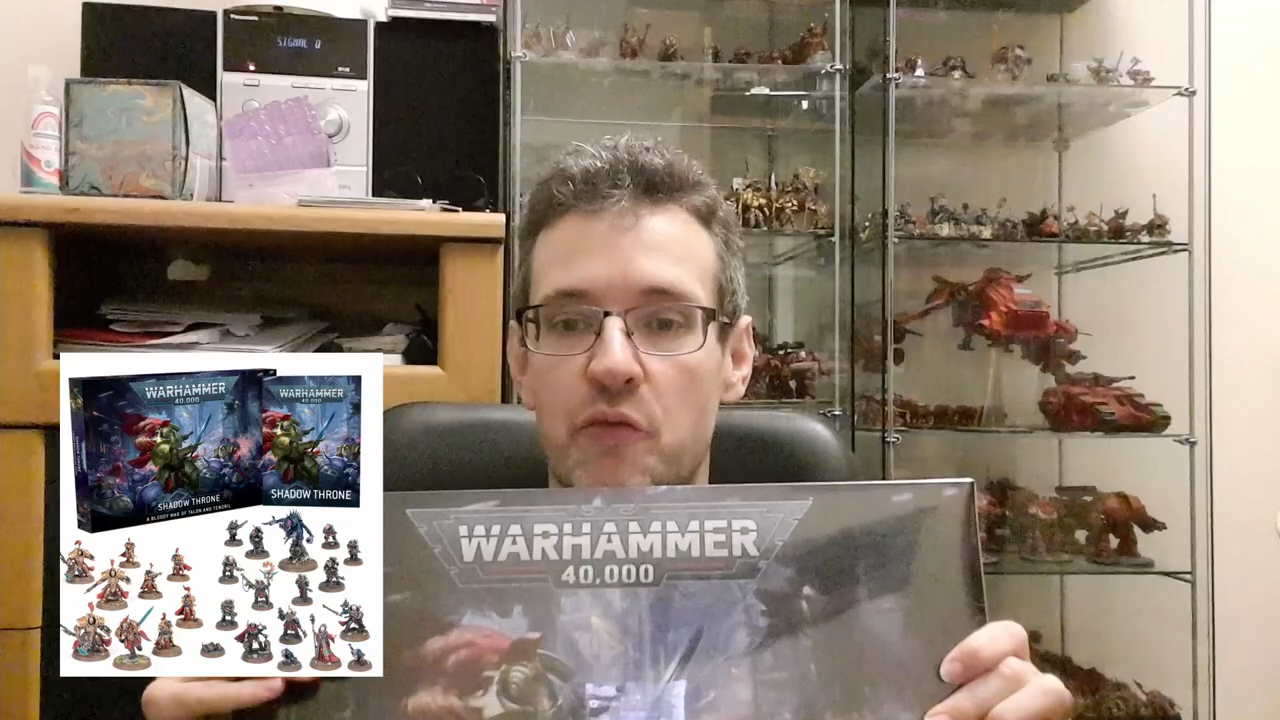 Panasonic
SIGNAL 0
WARHAMMER
40,000
SHADOW THRONE
A BLOODY WAR OF TALON AND TENDRIL
WARHAMMER
40,000
SHADOW THRONE
WARHAMMER
40,000